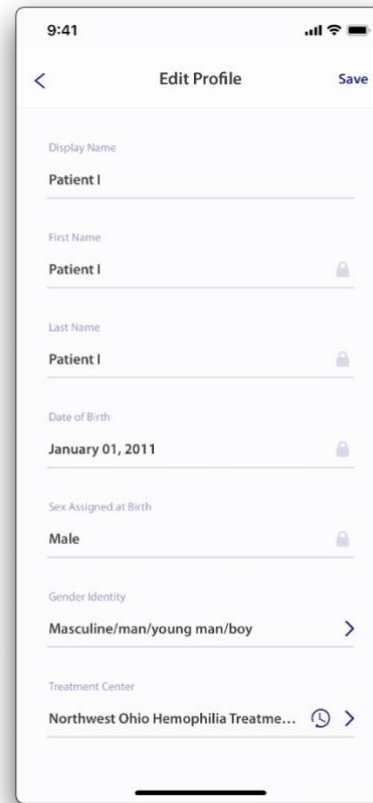 9:41
Edit Profile Save
Display Name
Patient I
First Name
Patient I
Last Name
Patient I
Date of Birth
January 01, 2011
Sex Assigned at Birth
Male
Gender Identity
Masculine/man/young man/boy
Treatment Center
Northwest Ohio Hemophilia Treatme...